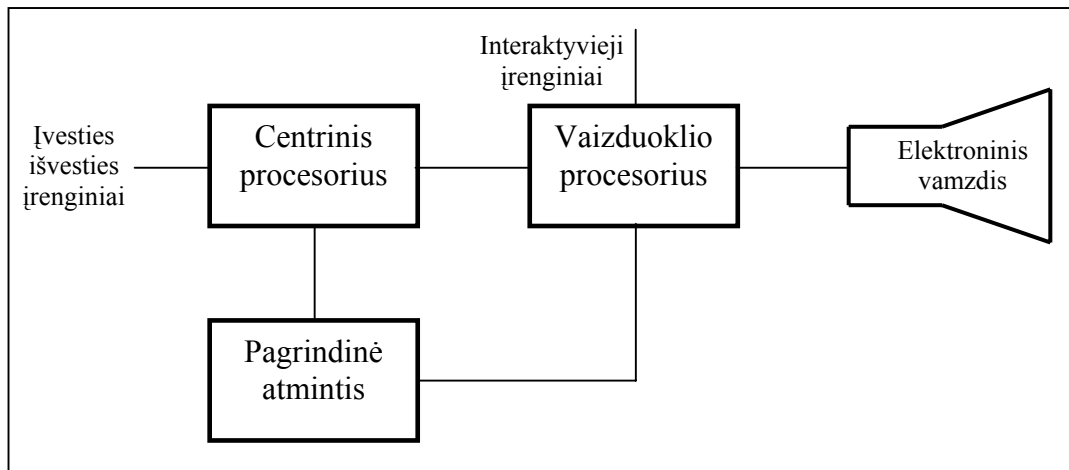 Interaktyvieji
įrenginiai
Įvesties
išvesties
įrenginiai
Centrinis
procesorius
Vaizduoklio
procesorius
Elektroninis
vamzdis
Pagrindinė
atmintis